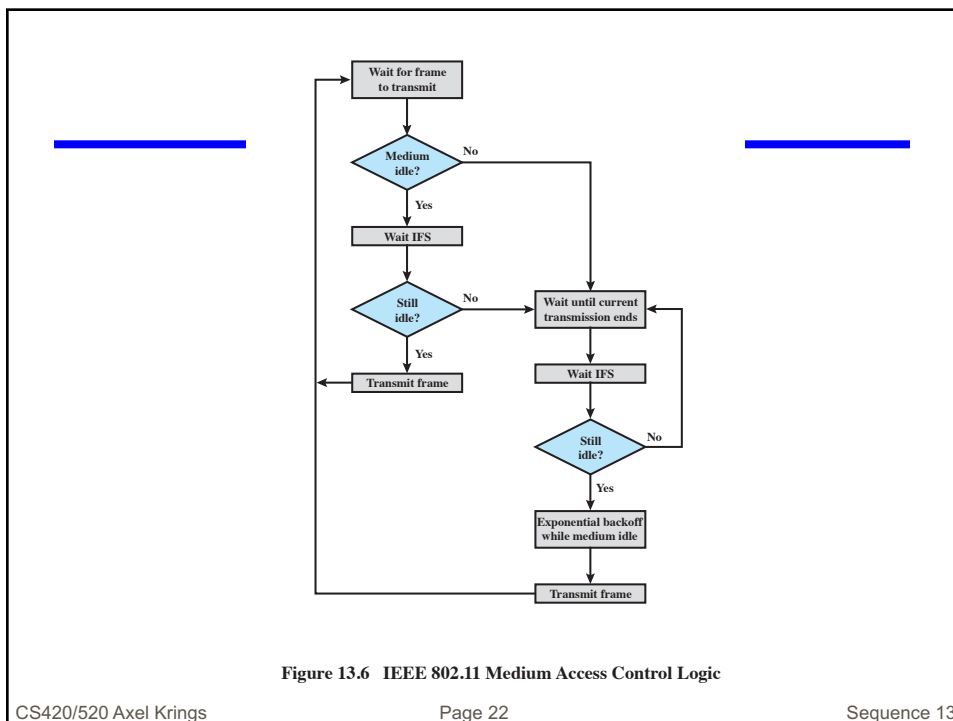 Wait for frame
to transmit
Medium
idle?
No
Yes
Wait IFS
Still
idle?
No
Yes
Transmit frame
Wait until current
transmission ends
Wait IFS
Still
idle?
No
Yes
Exponential backoff
while medium idle
Transmit frame
Figure 13.6 IEEE 802.11 Medium Access Control Logic
CS420/520 Axel Krings
Page 22
Sequence 13